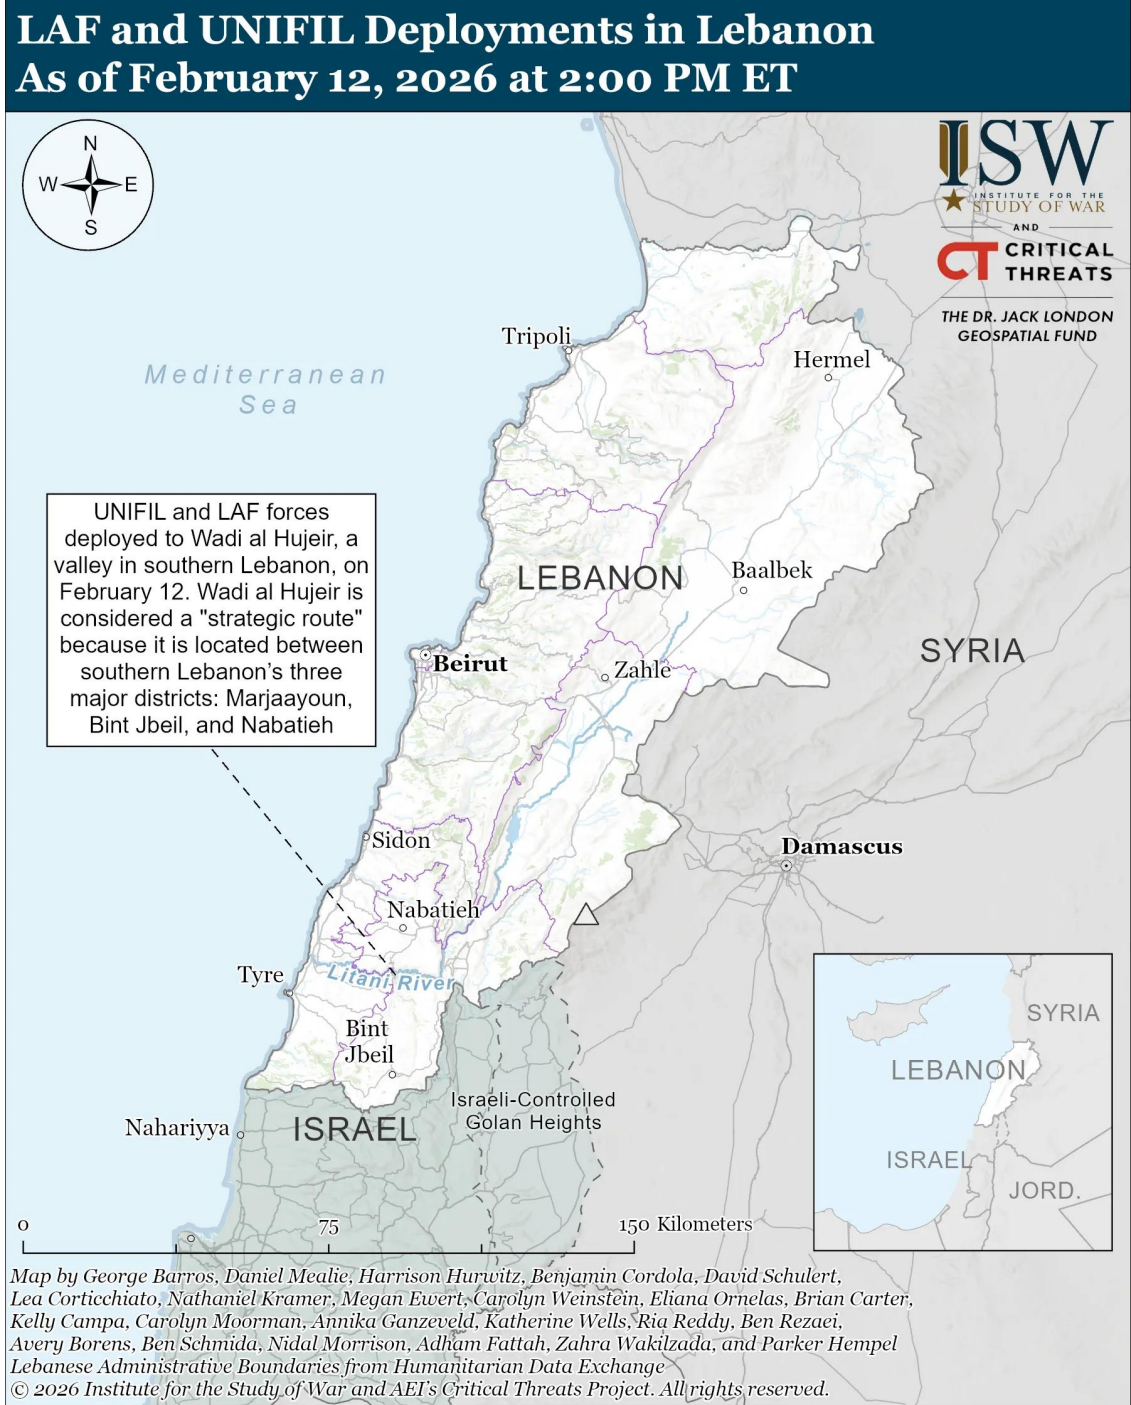 LAF and UNIFIL Deployments in Lebanon
As of February 12, 2026 at 2:00 PM ET
N
W
E
S
ISW
INSTITUTE FOR THE
STUDY OF WAR
AND
CT
CRITICAL
THREATS
THE DR. JACK LONDON
GEOSPATIAL FUND
Tripoli
Hermel
Mediterranean
Sea
UNIFIL and LAF forces
deployed to Wadi al Hujeir, a
valley in southern Lebanon, on
February 12. Wadi al Hujeir is
considered a "strategic route"
because it is located between
southern Lebanon's three
major districts: Marjaayoun,
Bint Jbeil, and Nabatieh
LEBANON
Baalbek
SYRIA
Beirut
Zahle
Sidon
Damascus
Nabatieh
Tyre
Litani River
Bint
Jbeil
Israeli-Controlled
Golan Heights
Nahariyya
ISRAEL
SYRIA
LEBANON
ISRAEL
JORD.
0
75
150 Kilometers
Map by George Barros, Daniel Mealie, Harrison Hurwitz, Benjamin Cordola, David Schulert,
Lea Corticchiato, Nathaniel Kramer, Megan Ewert, Carolyn Weinstein, Eliana Ornelas, Brian Carter,
Kelly Campa, Carolyn Moorman, Annika Ganzeveld, Katherine Wells, Ria Reddy, Ben Rezaei,
Avery Borens, Ben Schmida, Nidal Morrison, Adham Fattah, Zahra Wakilzada, and Parker Hempel
Lebanese Administrative Boundaries from Humanitarian Data Exchange
© 2026 Institute for the Study of War and AEI's Critical Threats Project. All rights reserved.